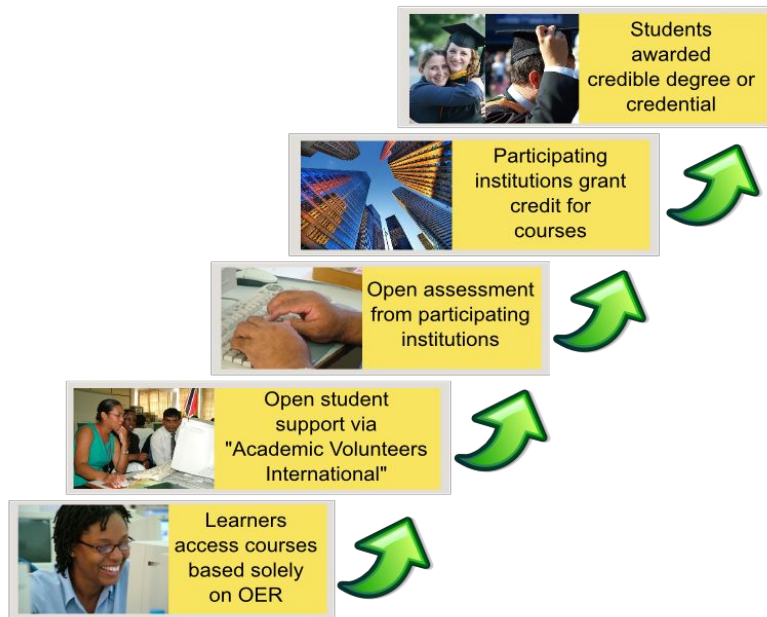 Students
awarded
credible degree or
credential
Participating
institutions grant
credit for
courses
Open assessment
from participating
institutions
Open student
support via
"Academic Volunteers
International"
Learners
access courses
based solely
on OER